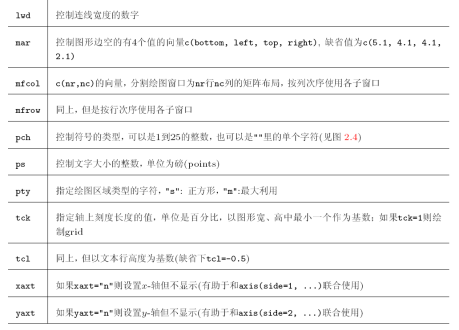 lwd 控制连线宽度的数字
mar 控制图形边空的有4个值的向量c(bottom, left, top, right), 缺省值为c(5.1, 4.1, 4.1,
2.1)
mfcol c(nr,nc)的向量，分割绘图窗口为nr行nc列的矩阵布局，按列次序使用各子窗口
mfrow 同上，但是按行次序使用各子窗口
pch 控制符号的类型，可以是1到25的整数，也可以是""里的单个字符(见图 2.4)
ps 控制文字大小的整数，单位为磅(points)
pty 指定绘图区域类型的字符，"s": 正方形，"m":最大利用
tck 指定轴上刻度长度的值，单位是百分比，以图形宽、高中最小一个作为基数；如果tck=1则绘
制grid
tcl 同上，但以文本行高度为基数(缺省下tcl=-0.5)
xaxt 如果xaxt="n"则设置x-轴但不显示(有助于和axis(side=1, ...)联合使用)
yaxt 如果yaxt="n"则设置y-轴但不显示(有助于和axis(side=2, ...)联合使用)